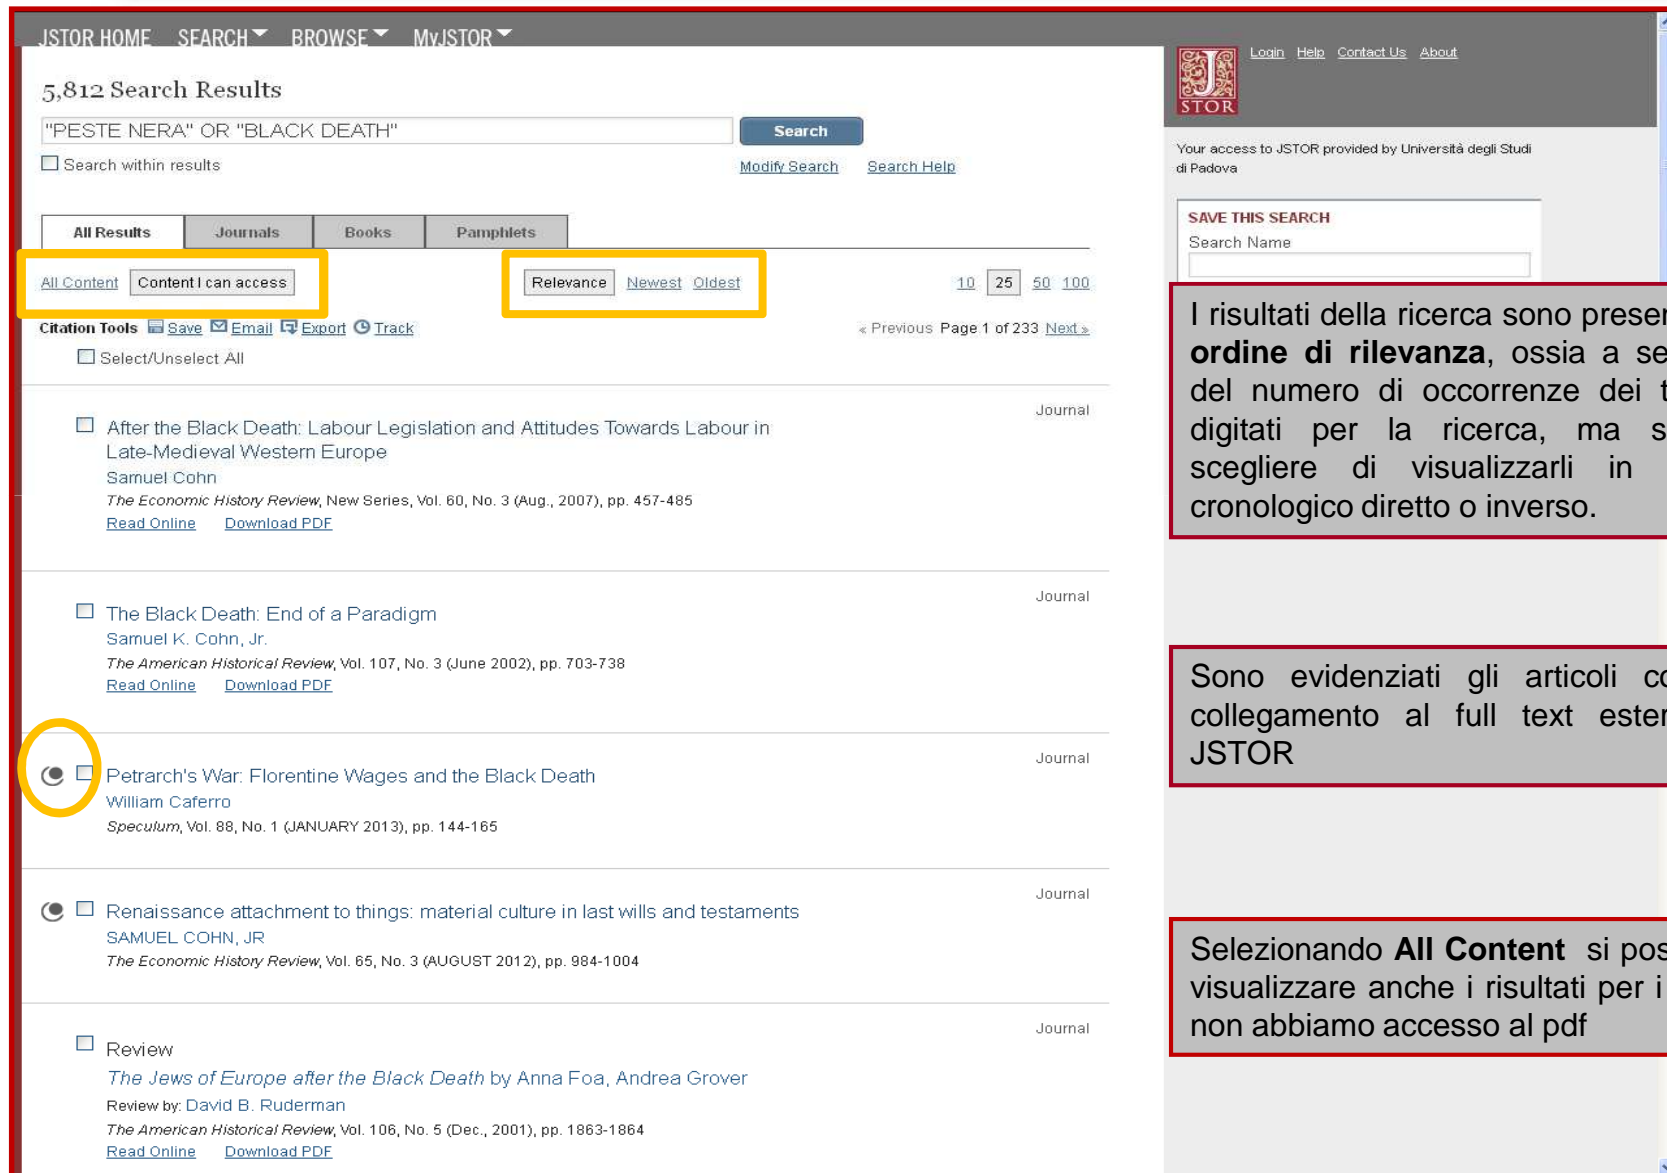 JSTOR HOME SEARCH BROWSE MyJSTOR
Login Help Contact Us About
JSTOR
5,812 Search Results
"PESTE NERA" OR "BLACK DEATH"
Search
Search within results
Modify Search Search Help
Your access to JSTOR provided by Università degli Studi
di Padova
SAVE THIS SEARCH
Search Name
All Results Journals Books Pamphlets
All Content Content I can access
Relevance Newest Oldest
10 25 50 100
Citation Tools Save Email Export Track
« Previous Page 1 of 233 Next »
Select/Unselect All
Journal
After the Black Death: Labour Legislation and Attitudes Towards Labour in
Late-Medieval Western Europe
Samuel Cohn
The Economic History Review, New Series, Vol. 60, No. 3 (Aug., 2007), pp. 457-485
Read Online Download PDF
Journal
The Black Death: End of a Paradigm
Samuel K. Cohn, Jr.
The American Historical Review, Vol. 107, No. 3 (June 2002), pp. 703-738
Read Online Download PDF
Journal
Petrarch's War: Florentine Wages and the Black Death
William Caferro
Speculum, Vol. 88, No. 1 (JANUARY 2013), pp. 144-165
Journal
Renaissance attachment to things: material culture in last wills and testaments
SAMUEL COHN, JR
The Economic History Review, Vol. 65, No. 3 (AUGUST 2012), pp. 984-1004
Journal
Review
The Jews of Europe after the Black Death by Anna Foa, Andrea Grover
Review by: David B. Ruderman
The American Historical Review, Vol. 106, No. 5 (Dec., 2001), pp. 1863-1864
Read Online Download PDF
I risultati della ricerca sono
ordine di rilevanza, ossia a
del numero di occorrenze dei
digitati per la ricerca, ma
scegliere di visualizzarli in
cronologico diretto o inverso.
Sono evidenziati gli articoli
collegamento al full text
JSTOR
Selezionando All Content si
visualizzare anche i risultati per i
non abbiamo accesso al pdf